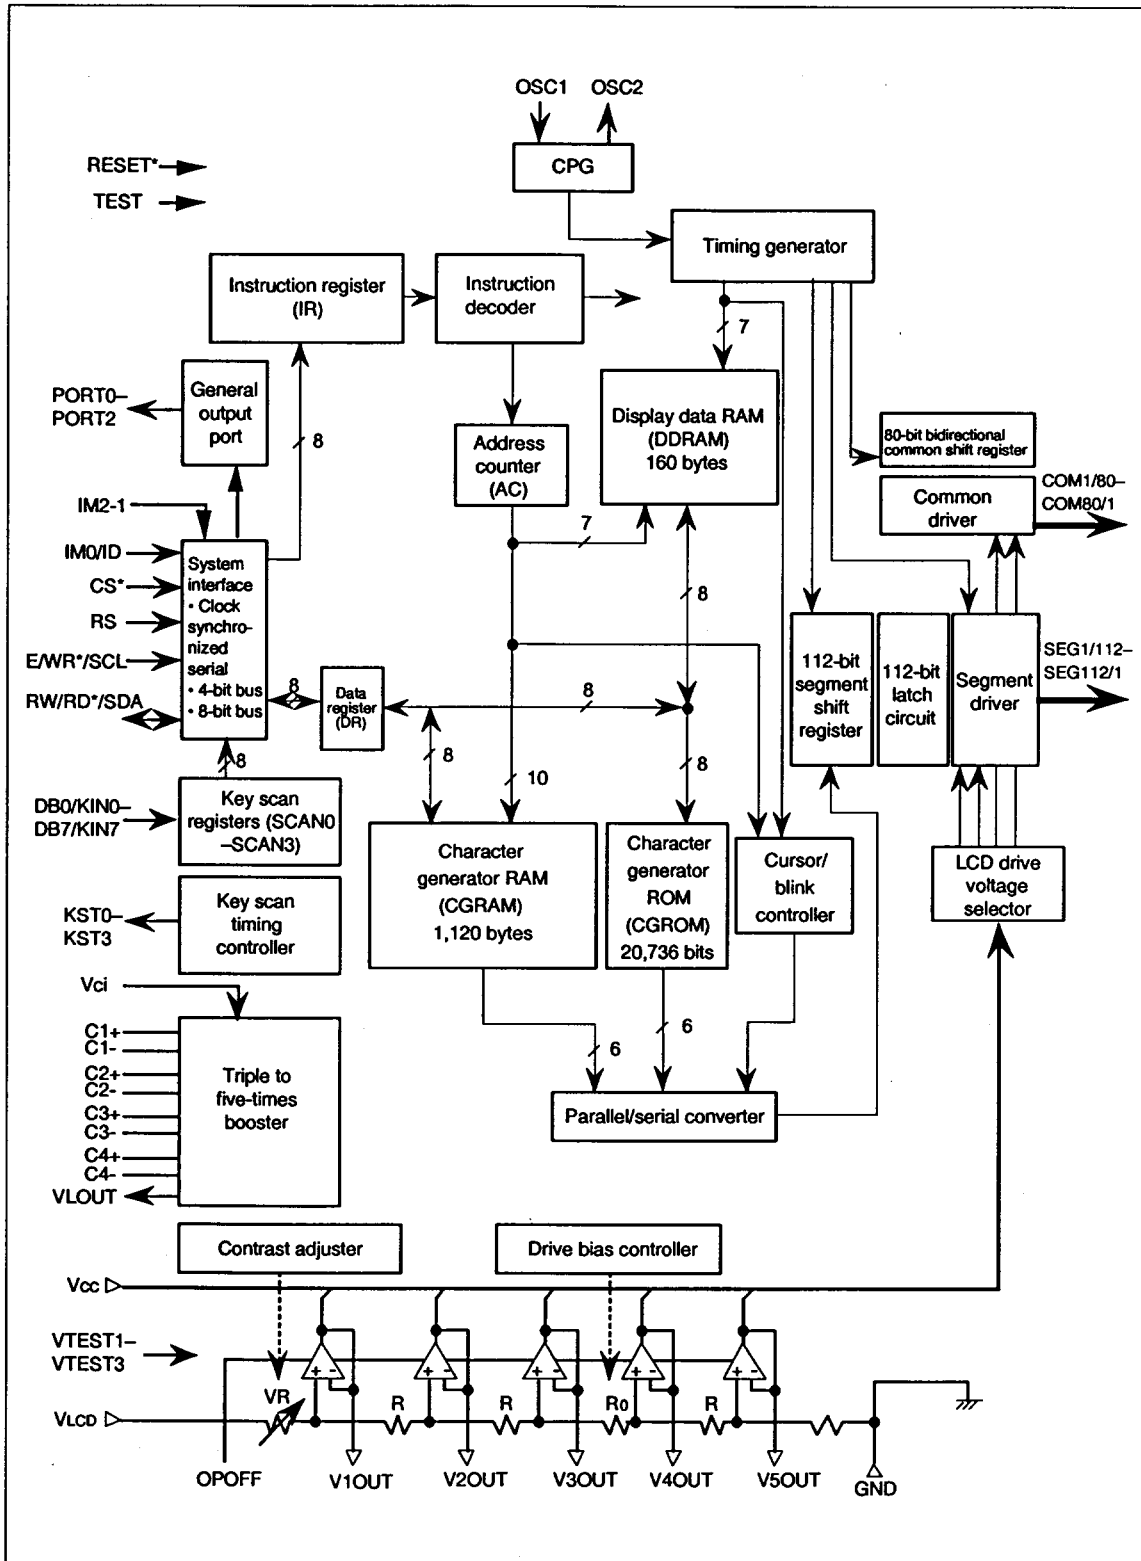 OSC1 OSC2
CPG
RESET*
TEST
Timing generator
Instruction register
(IR)
Instruction
decoder
7
PORT0–
PORT2
General
output
port
8
Address
counter
(AC)
Display data RAM
(DDRAM)
160 bytes
80-bit bidirectional
common shift register
Common
driver
COM1/80–
COM80/1
IM2-1
IM0/ID
CS*
RS
E/WR*/SCL
RW/RD*/SDA
System
interface
• Clock
synchro-
nized
serial
• 4-bit bus
• 8-bit bus
7
8
8
Data
register
(DR)
8
112-bit
segment
shift
register
112-bit
latch
circuit
Segment
driver
SEG1/112–
SEG112/1
8
8
10
8
DB0/KIN0–
DB7/KIN7
Key scan
registers (SCAN0
–SCAN3)
Character
generator RAM
(CGRAM)
1,120 bytes
Character
generator
ROM
(CGROM)
20,736 bits
Cursor/
blink
controller
LCD drive
voltage
selector
KST0–
KST3
Key scan
timing
controller
Vci
C1+
C1-
C2+
C2-
C3+
C3-
C4+
C4-
VLOUT
Triple to
five-times
booster
6
6
Parallel/serial converter
Contrast adjuster
Drive bias controller
Vcc
VTEST1–
VTEST3
+ -
+ -
+ -
+ -
+ -
VR
R
R
R0
R
VLCD
OPOFF
V1OUT
V2OUT
V3OUT
V4OUT
V5OUT
GND